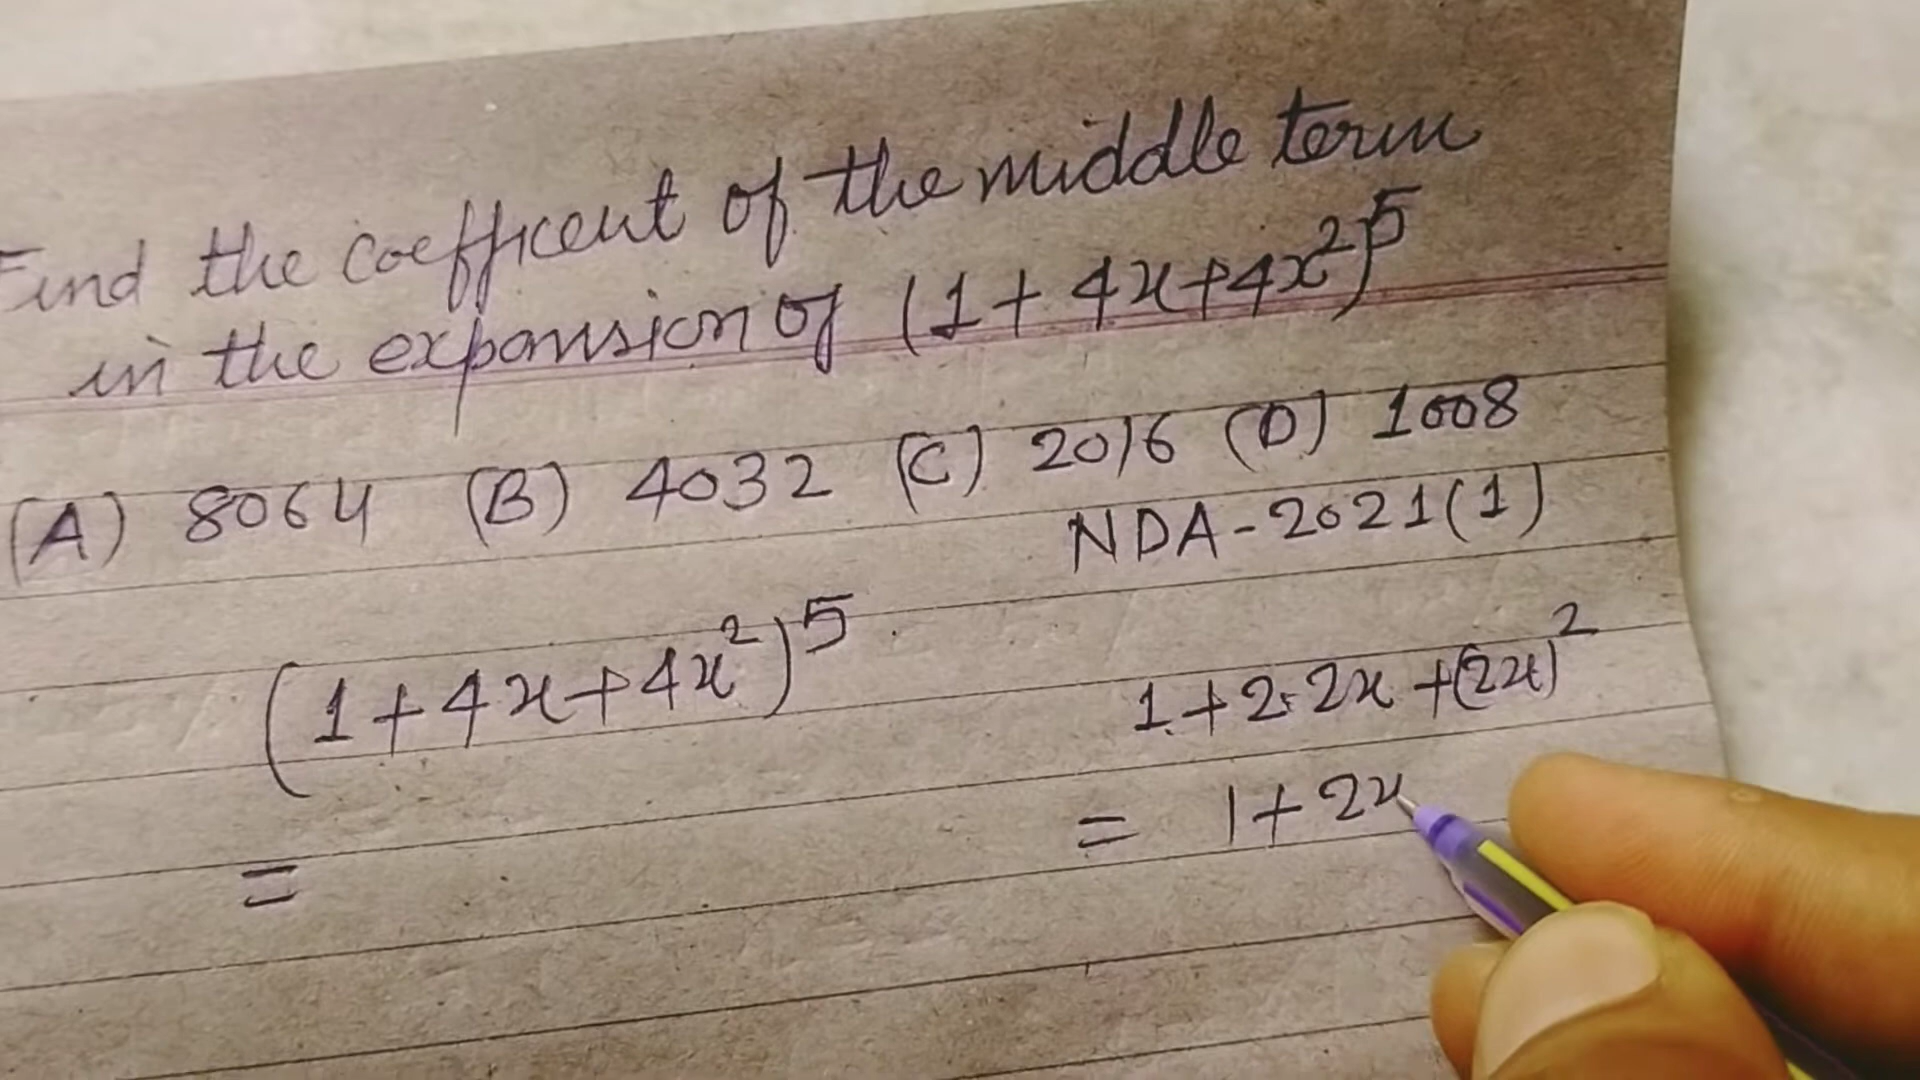 Find the coefficent of the middle term
in the expansion of (1+4x+4x²)⁵
(A) 8064 (B) 4032 (C) 2016 (D) 1008
NDA-2021(1)
(1+4x+4x²)⁵
1+2.2x+(2x)²
=
= 1+2x